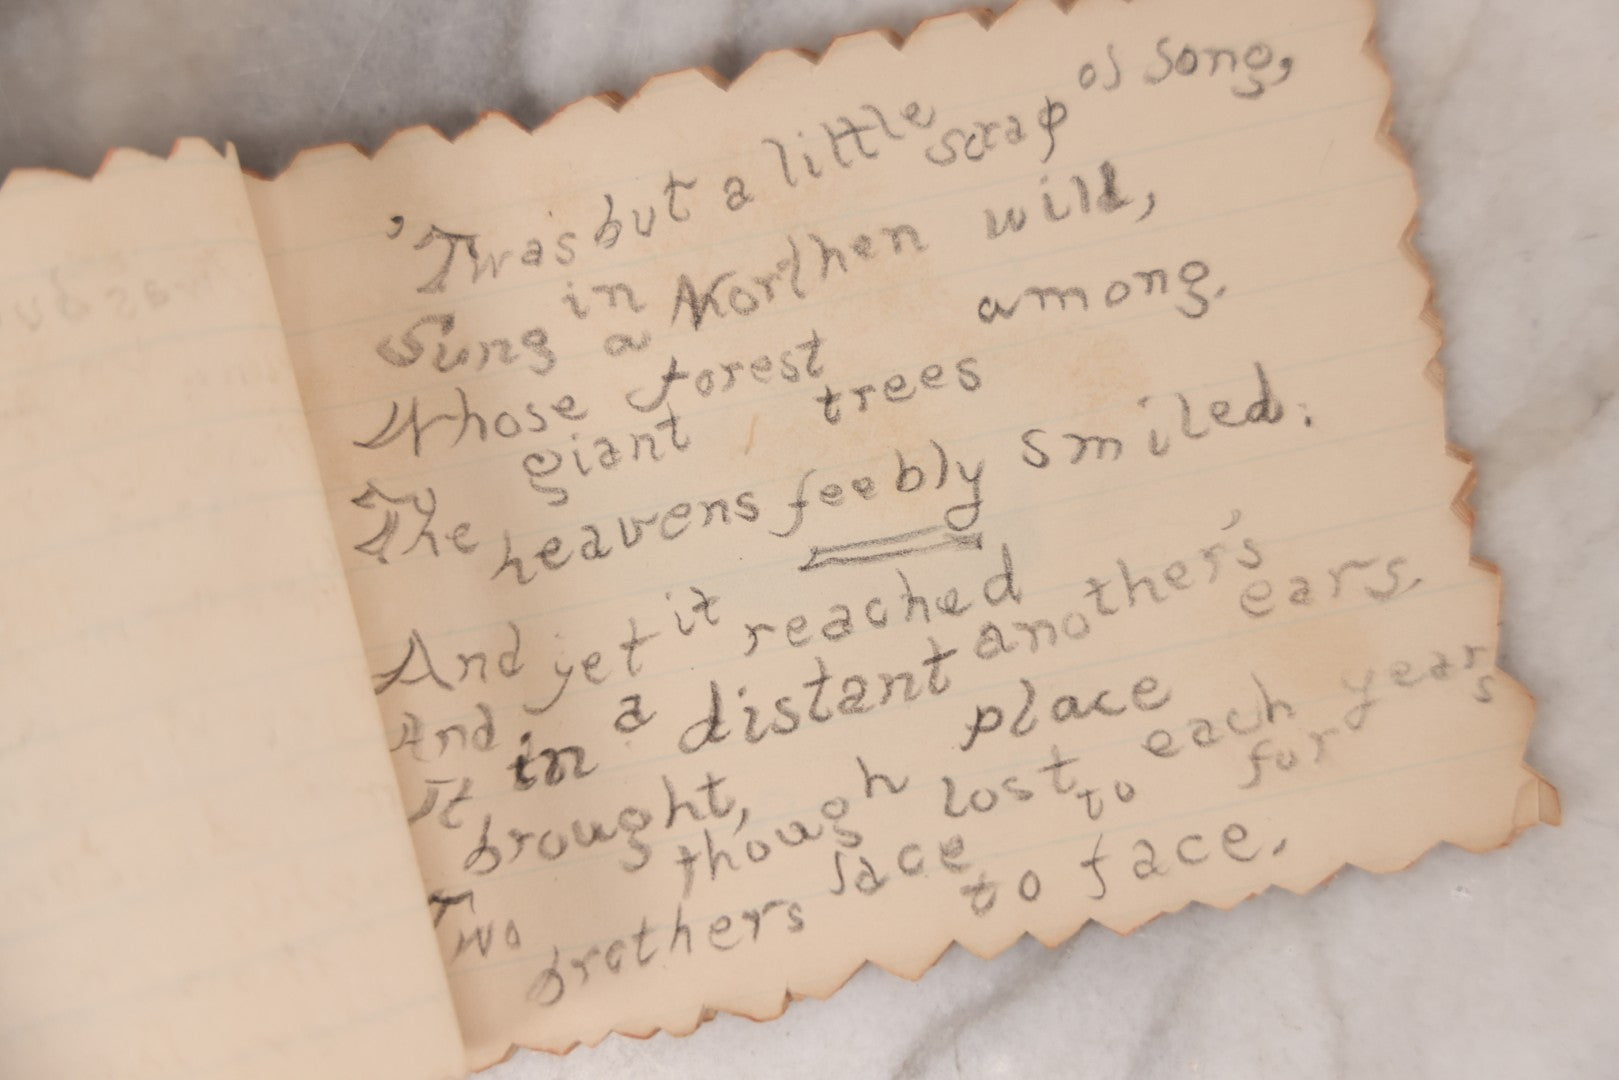 'Twas but a little scrap of song,
Sung in a Northen wild,
Whose forest among.
giant trees
The heavens feebly smiled.
And yet it reached another's
And in a distant ears,
It brought, place
though lost to each for years
Two brothers face to face.